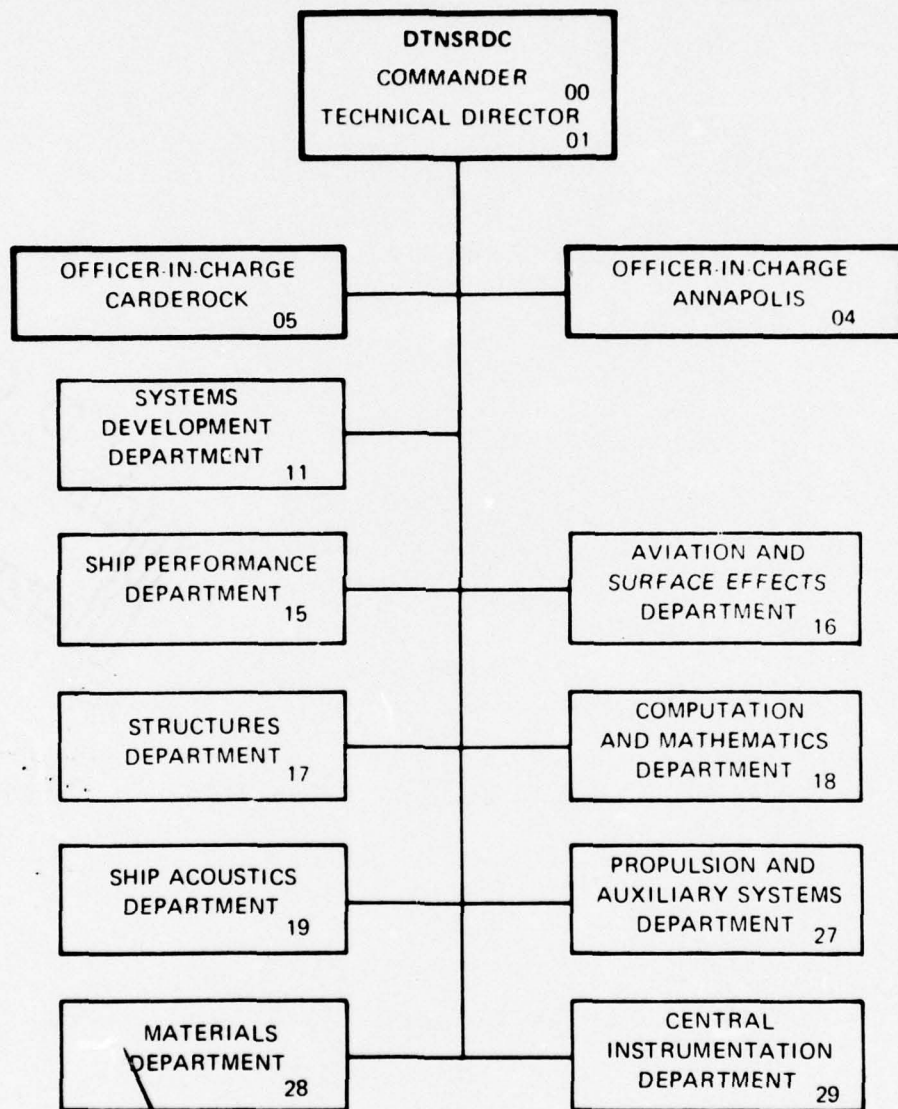 DTNSRDC
COMMANDER
00
TECHNICAL DIRECTOR
01
OFFICER-IN-CHARGE
CARDEROCK
05
OFFICER-IN-CHARGE
ANNAPOLIS
04
SYSTEMS
DEVELOPMENT
DEPARTMENT
11
SHIP PERFORMANCE
DEPARTMENT
15
AVIATION AND
SURFACE EFFECTS
DEPARTMENT
16
STRUCTURES
DEPARTMENT
17
COMPUTATION
AND MATHEMATICS
DEPARTMENT
18
SHIP ACOUSTICS
DEPARTMENT
19
PROPULSION AND
AUXILIARY SYSTEMS
DEPARTMENT
27
MATERIALS
DEPARTMENT
28
CENTRAL
INSTRUMENTATION
DEPARTMENT
29